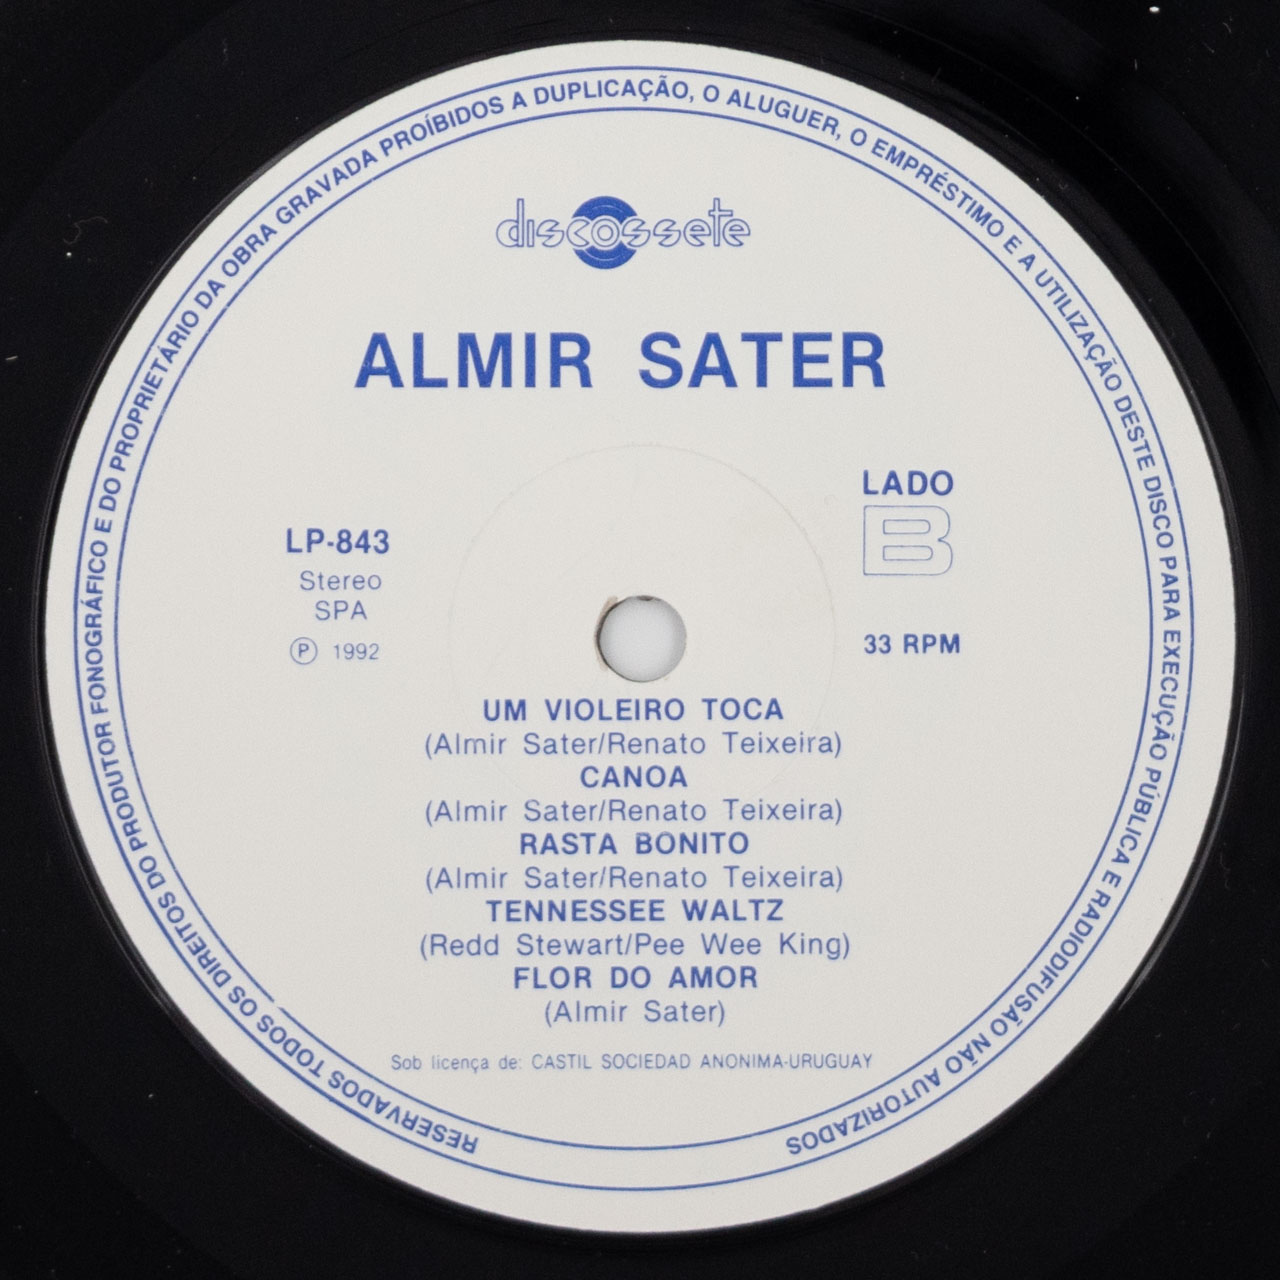 RESERVADOS TODOS OS DIREITOS DO PRODUTOR FONOGRÁFICO E DO PROPRIETÁRIO DA OBRA GRAVADA PROÍBIDOS A DUPLICAÇÃO, O ALUGUER, O EMPRÉSTIMO E A UTILIZAÇÃO DESTE DISCO PARA EXECUÇÃO PÚBLICA E RADIODIFUSÃO NÃO AUTORIZADOS
discossete
ALMIR SATER
LADO
B
LP-843
Stereo
SPA
℗ 1992
33 RPM
UM VIOLEIRO TOCA
(Almir Sater/Renato Teixeira)
CANOA
(Almir Sater/Renato Teixeira)
RASTA BONITO
(Almir Sater/Renato Teixeira)
TENNESSEE WALTZ
(Redd Stewart/Pee Wee King)
FLOR DO AMOR
(Almir Sater)
Sob licença de: CASTIL SOCIEDAD ANONIMA-URUGUAY